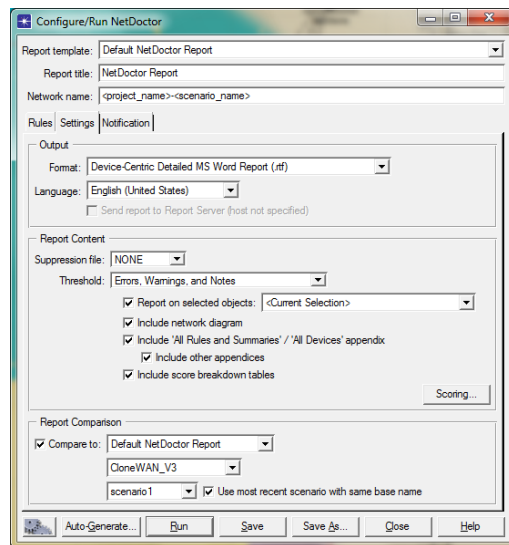 Configure/Run NetDoctor
Report template: Default NetDoctor Report
Report title: NetDoctor Report
Network name: <project_name>-<scenario_name>
Rules Settings Notification
Output
Format: Device-Centric Detailed MS Word Report (.rtf)
Language: English (United States)
Send report to Report Server (host not specified)
Report Content
Suppression file: NONE
Threshold: Errors, Warnings, and Notes
Report on selected objects: <Current Selection>
Include network diagram
Include 'All Rules and Summaries' / 'All Devices' appendix
Include other appendices
Include score breakdown tables
Scoring...
Report Comparison
Compare to: Default NetDoctor Report
CloneWAN_V3
scenario1 Use most recent scenario with same base name
Auto-Generate... Run Save Save As... Close Help